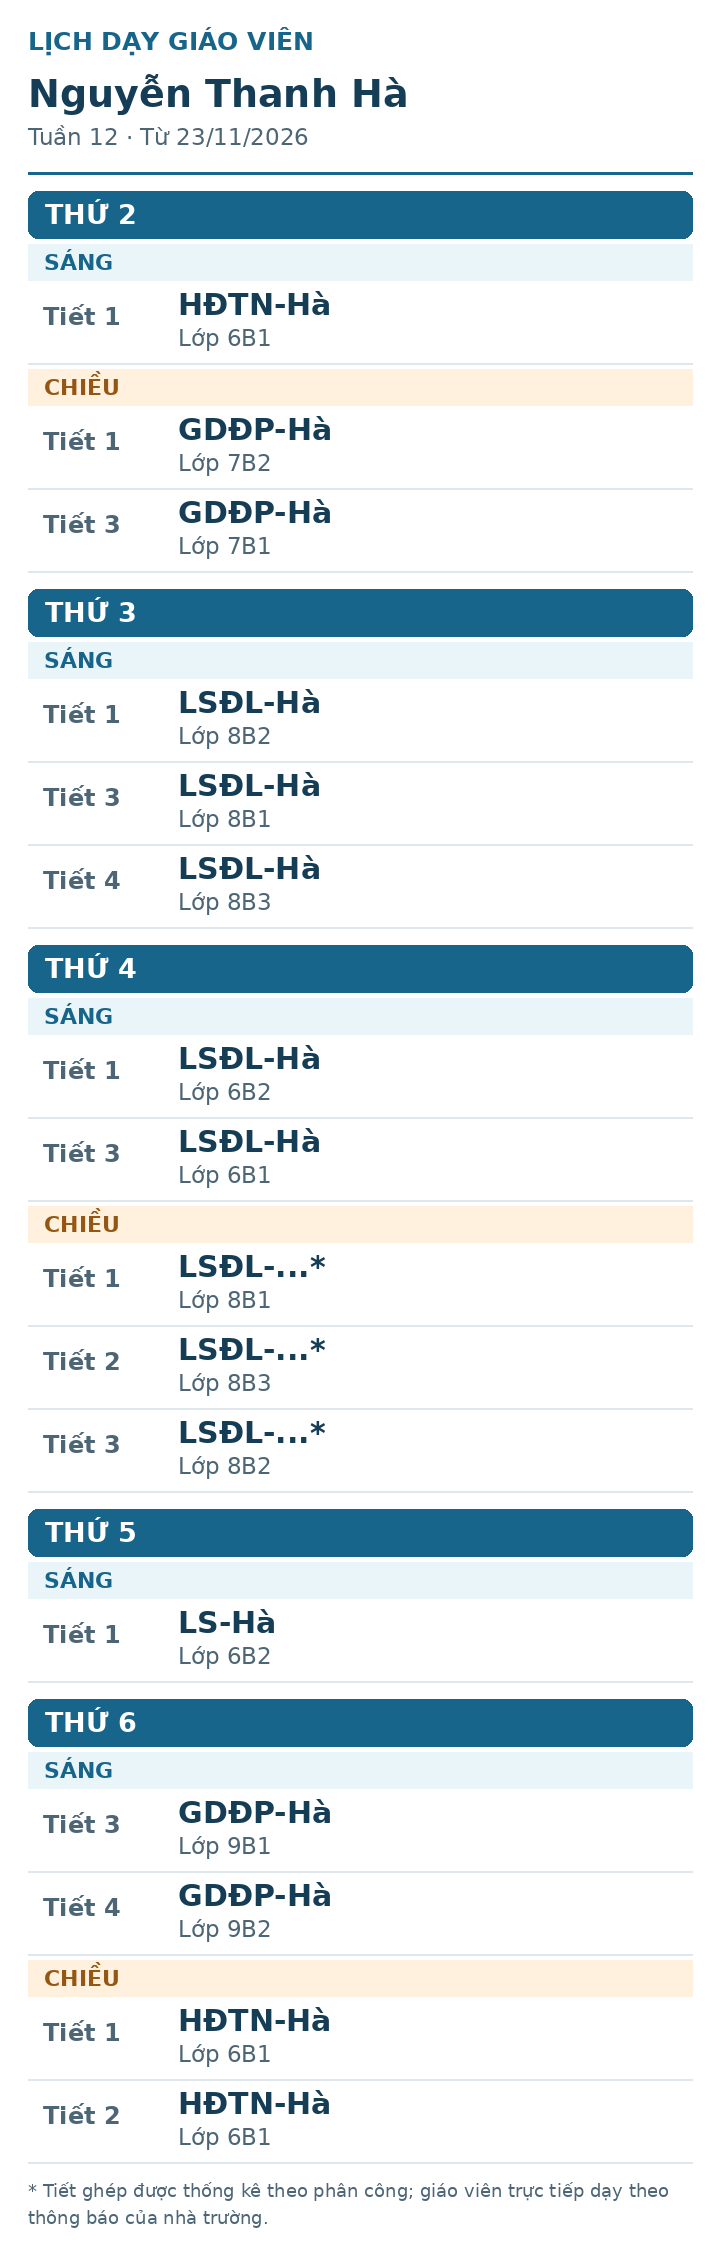 LỊCH DẠY GIÁO VIÊN
Nguyễn Thanh Hà
Tuần 12 · Từ 23/11/2026
THỨ 2
SÁNG
Tiết 1 HĐTN-Hà
Lớp 6B1
CHIỀU
Tiết 1 GDĐP-Hà
Lớp 7B2
Tiết 3 GDĐP-Hà
Lớp 7B1
THỨ 3
SÁNG
Tiết 1 LSĐL-Hà
Lớp 8B2
Tiết 3 LSĐL-Hà
Lớp 8B1
Tiết 4 LSĐL-Hà
Lớp 8B3
THỨ 4
SÁNG
Tiết 1 LSĐL-Hà
Lớp 6B2
Tiết 3 LSĐL-Hà
Lớp 6B1
CHIỀU
Tiết 1 LSĐL-...*
Lớp 8B1
Tiết 2 LSĐL-...*
Lớp 8B3
Tiết 3 LSĐL-...*
Lớp 8B2
THỨ 5
SÁNG
Tiết 1 LS-Hà
Lớp 6B2
THỨ 6
SÁNG
Tiết 3 GDĐP-Hà
Lớp 9B1
Tiết 4 GDĐP-Hà
Lớp 9B2
CHIỀU
Tiết 1 HĐTN-Hà
Lớp 6B1
Tiết 2 HĐTN-Hà
Lớp 6B1
* Tiết ghép được thống kê theo phân công; giáo viên trực tiếp dạy theo
thông báo của nhà trường.